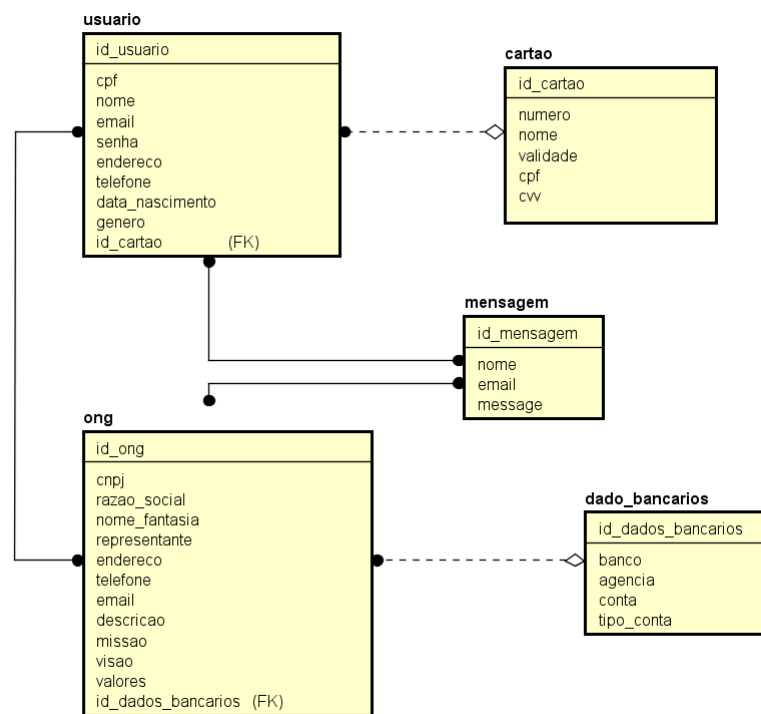 usuario
id_usuario
cpf
nome
email
senha
endereco
telefone
data_nascimento
genero
id_cartao (FK)
cartao
id_cartao
numero
nome
validade
cpf
cvv
mensagem
id_mensagem
nome
email
message
ong
id_ong
cnpj
razao_social
nome_fantasia
representante
endereco
telefone
email
descricao
missao
visao
valores
id_dados_bancarios (FK)
dado_bancarios
id_dados_bancarios
banco
agencia
conta
tipo_conta